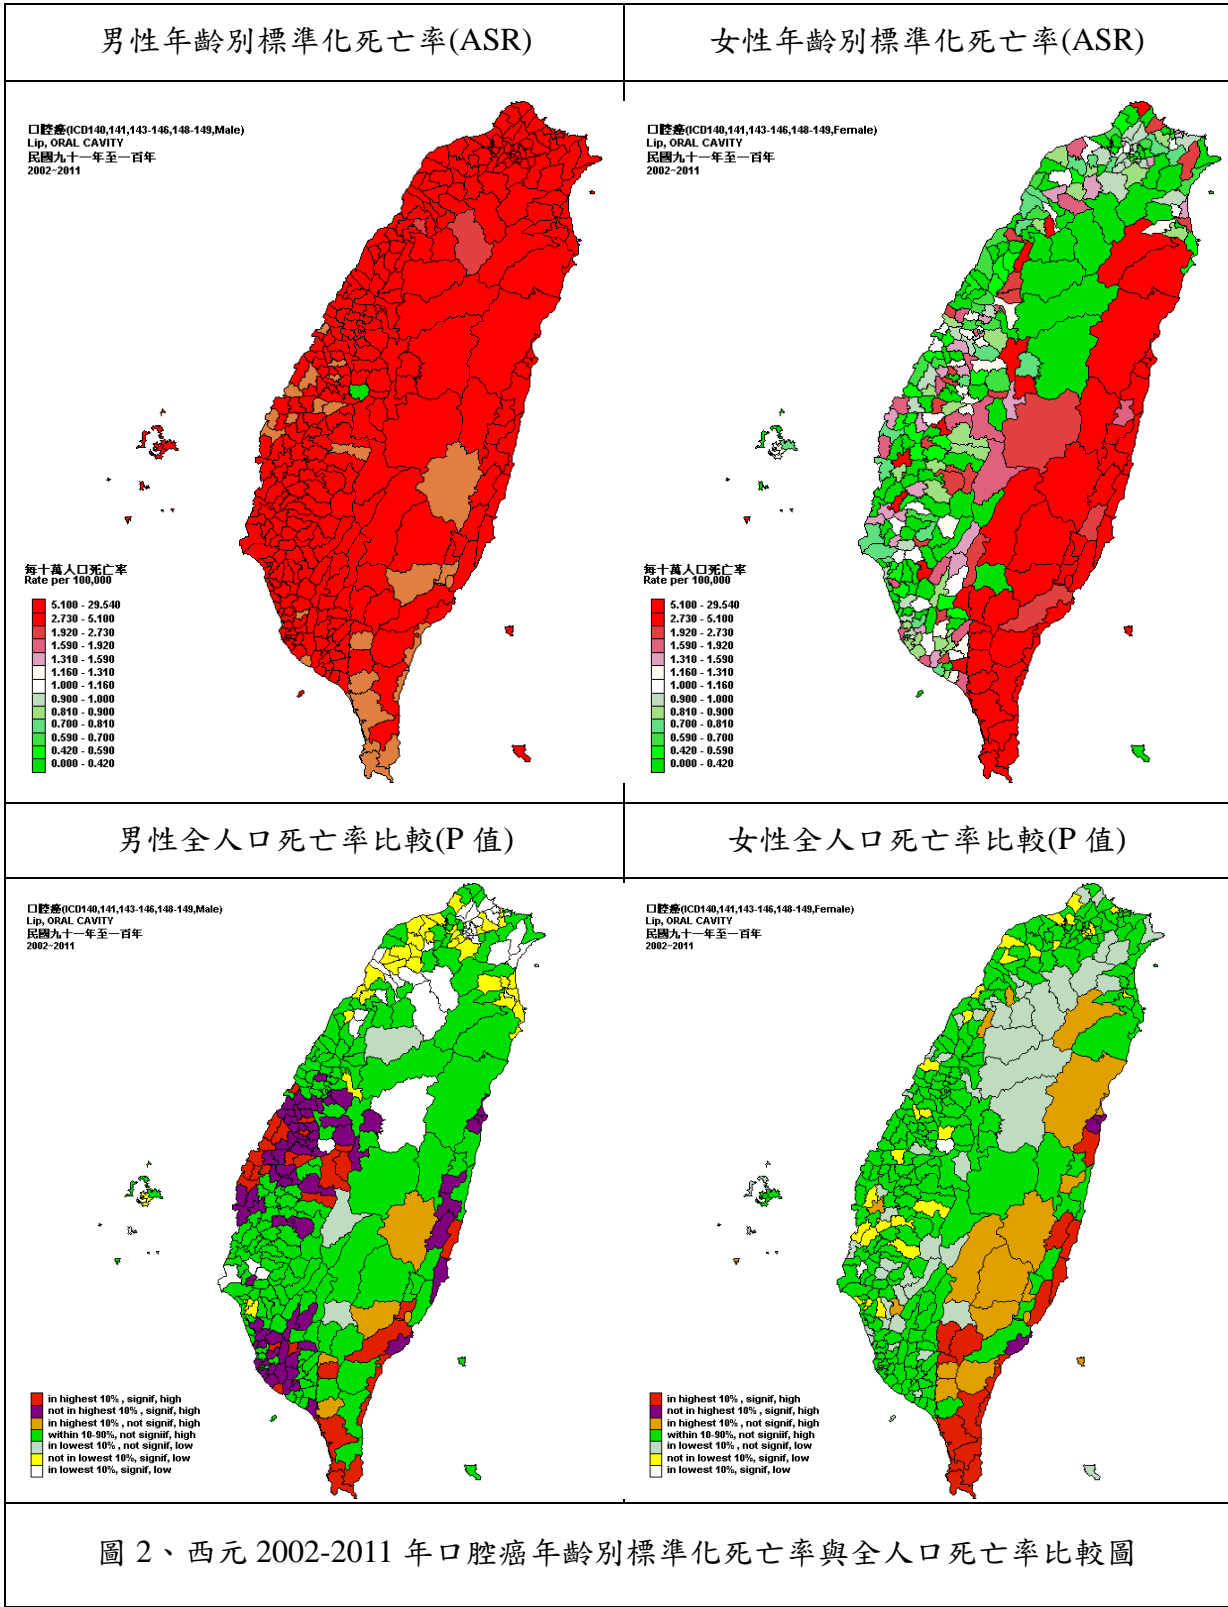 男性年齡別標準化死亡率(ASR)
女性年齡別標準化死亡率(ASR)
口腔癌(ICD140,141,143-146,148-149,Male)
Lip, ORAL CAVITY
民國九十一年至一百年
2002~2011
每十萬人口死亡率
Rate per 100,000
5.100 - 29.540
2.730 - 5.100
1.920 - 2.730
1.590 - 1.920
1.310 - 1.590
1.160 - 1.310
1.000 - 1.160
0.900 - 1.000
0.810 - 0.900
0.700 - 0.810
0.590 - 0.700
0.420 - 0.590
0.000 - 0.420
口腔癌(ICD140,141,143-146,148-149,Female)
Lip, ORAL CAVITY
民國九十一年至一百年
2002~2011
每十萬人口死亡率
Rate per 100,000
5.100 - 29.540
2.730 - 5.100
1.920 - 2.730
1.590 - 1.920
1.310 - 1.590
1.160 - 1.310
1.000 - 1.160
0.900 - 1.000
0.810 - 0.900
0.700 - 0.810
0.590 - 0.700
0.420 - 0.590
0.000 - 0.420
男性全人口死亡率比較(P 值)
女性全人口死亡率比較(P 值)
口腔癌(ICD140,141,143-146,148-149,Male)
Lip, ORAL CAVITY
民國九十一年至一百年
2002~2011
in highest 10% , signif, high
not in highest 10% , signif, high
in highest 10% , not signif, high
within 10-90%, not signiif, high
in lowest 10% , not signiif, low
not in lowest 10%, signif, low
in lowest 10%, signif, low
口腔癌(ICD140,141,143-146,148-149,Female)
Lip, ORAL CAVITY
民國九十一年至一百年
2002~2011
in highest 10% , signif, high
not in highest 10% , signif, high
in highest 10% , not signif, high
within 10-90%, not signiif, high
in lowest 10% , not signiif, low
not in lowest 10%, signif, low
in lowest 10%, signif, low
圖 2、西元 2002-2011 年口腔癌年齡別標準化死亡率與全人口死亡率比較圖